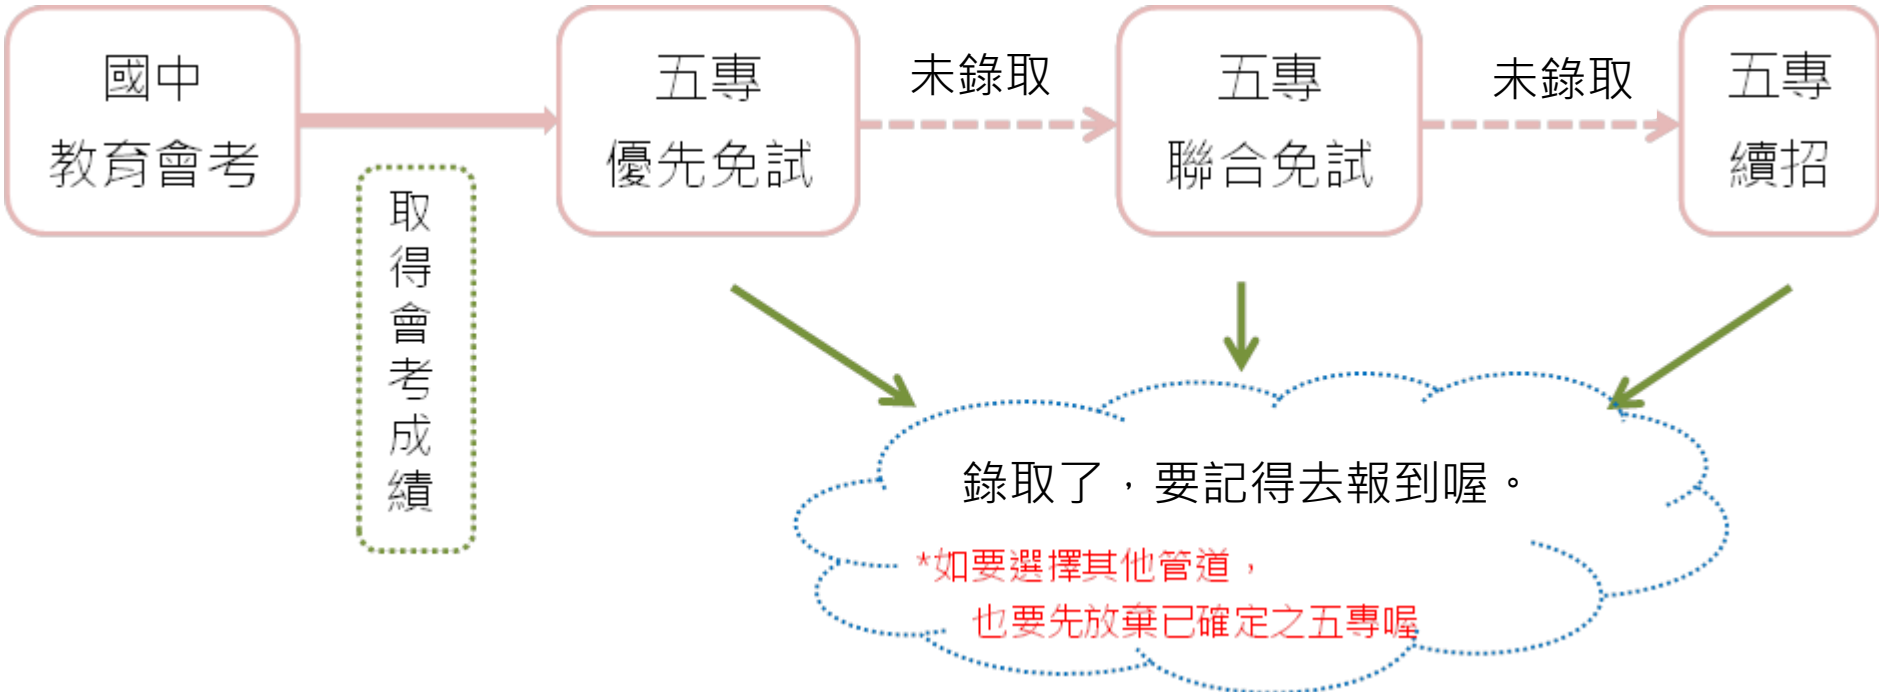 國中
教育會考
取得會考成績
五專
優先免試
未錄取
五專
聯合免試
未錄取
五專
續招
錄取了，要記得去報到喔。
*如要選擇其他管道，
也要先放棄已確定之五專喔